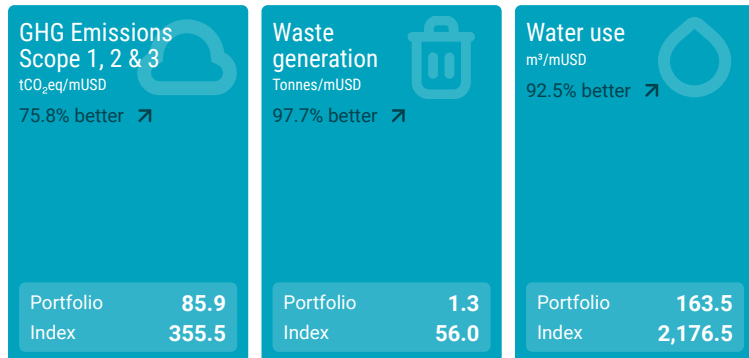 GHG Emissions
Scope 1, 2 & 3
tCO₂eq/mUSD
75.8% better
Portfolio 85.9
Index 355.5
Waste
generation
Tonnes/mUSD
97.7% better
Portfolio 1.3
Index 56.0
Water use
m³/mUSD
92.5% better
Portfolio 163.5
Index 2,176.5